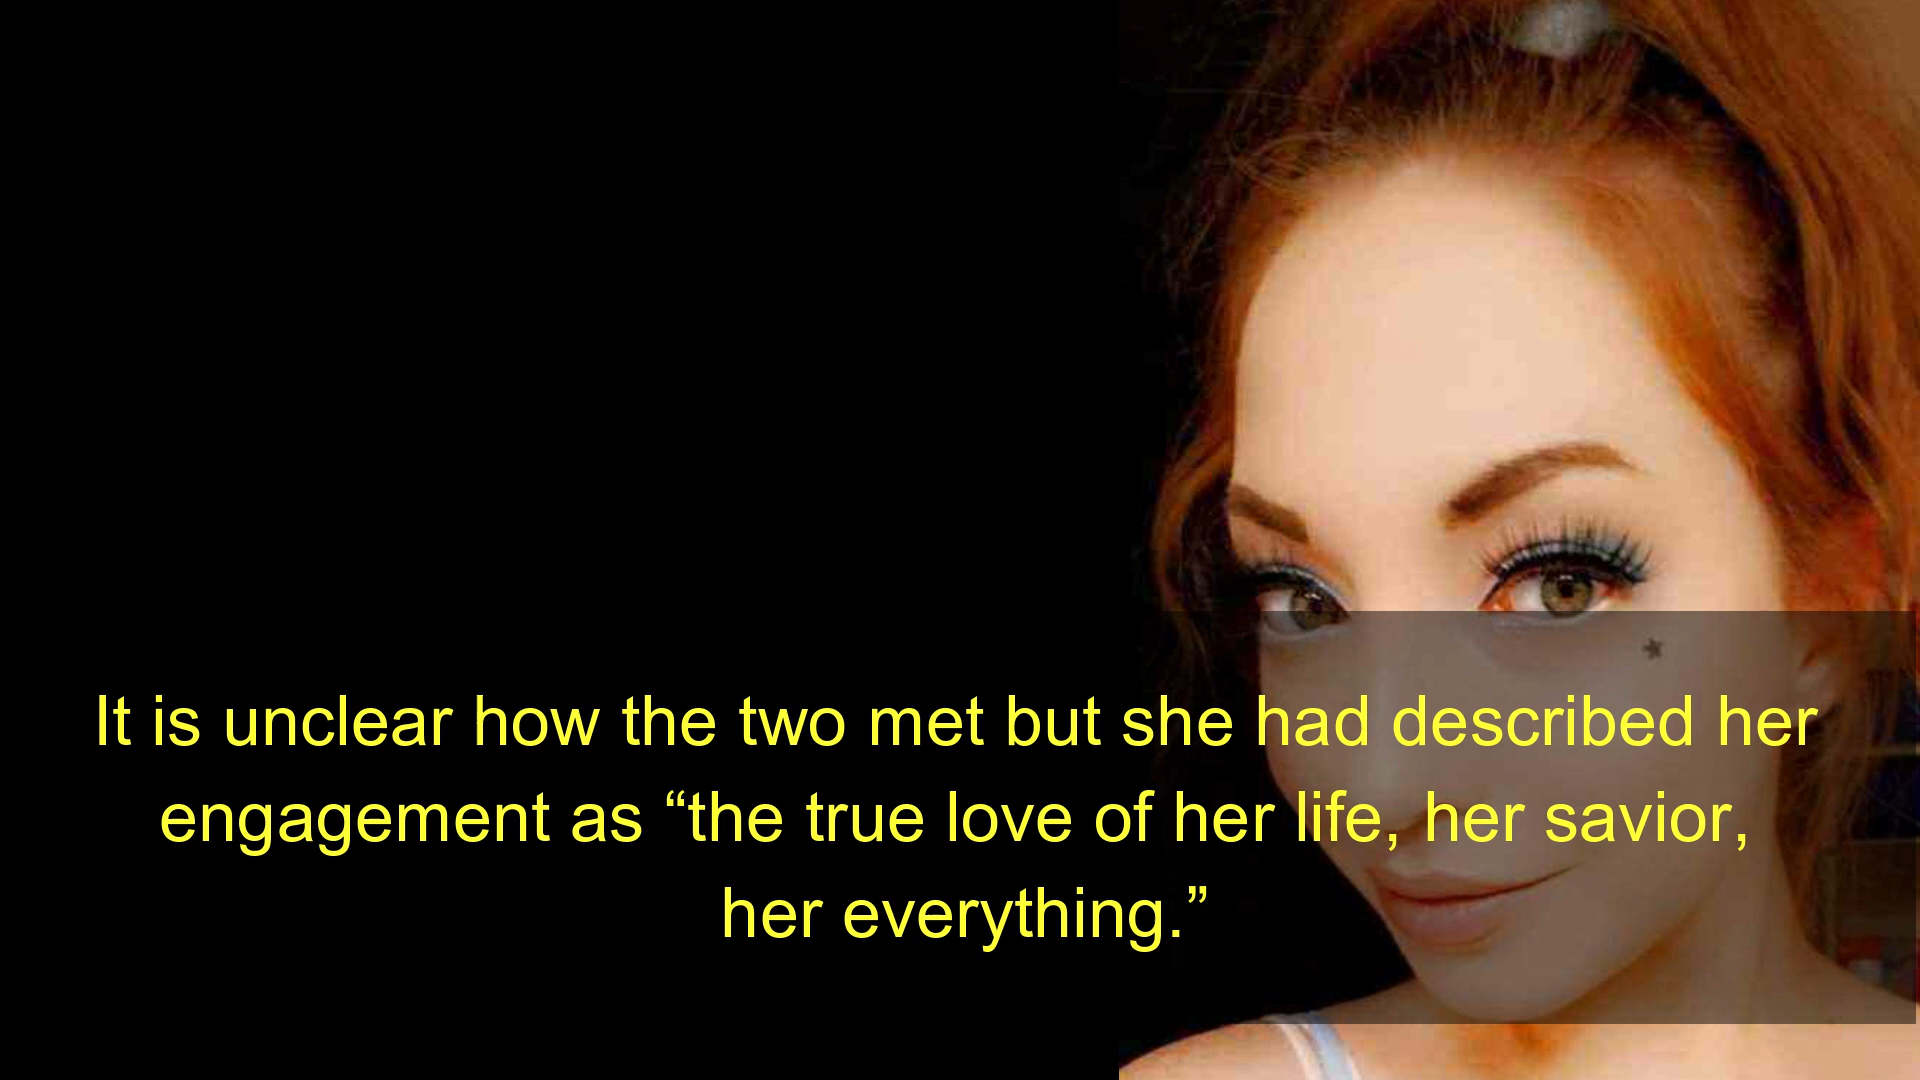 It is unclear how the two met but she had described her
engagement as “the true love of her life, her savior,
her everything.”